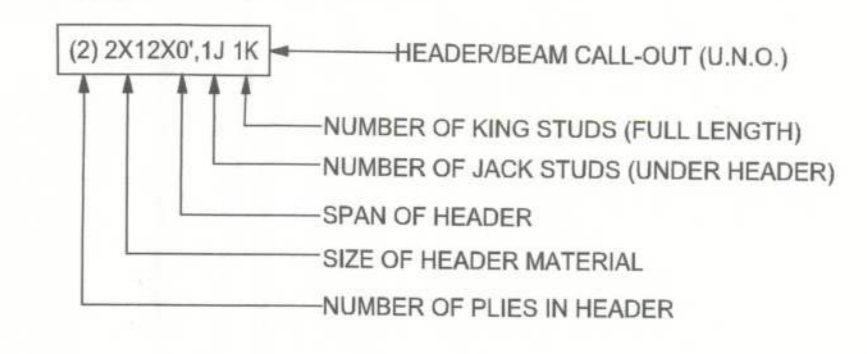 (2) 2X12X0',1J 1K
HEADER/BEAM CALL-OUT (U.N.O.)
NUMBER OF KING STUDS (FULL LENGTH)
NUMBER OF JACK STUDS (UNDER HEADER)
SPAN OF HEADER
SIZE OF HEADER MATERIAL
NUMBER OF PLIES IN HEADER